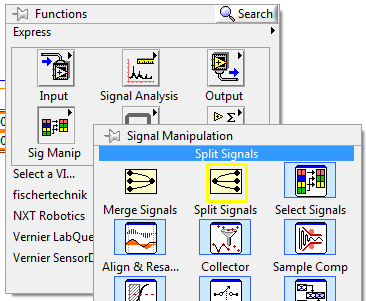 Functions
Search
Express
Input
Signal Analysis
Output
Sig Manip
Signal Manipulation
Split Signals
Select a VI...
fischertechnik
NXT Robotics
Vernier LabQue
Vernier SensorD
Merge Signals
Split Signals
Select Signals
Align & Resa...
Collector
Sample Comp